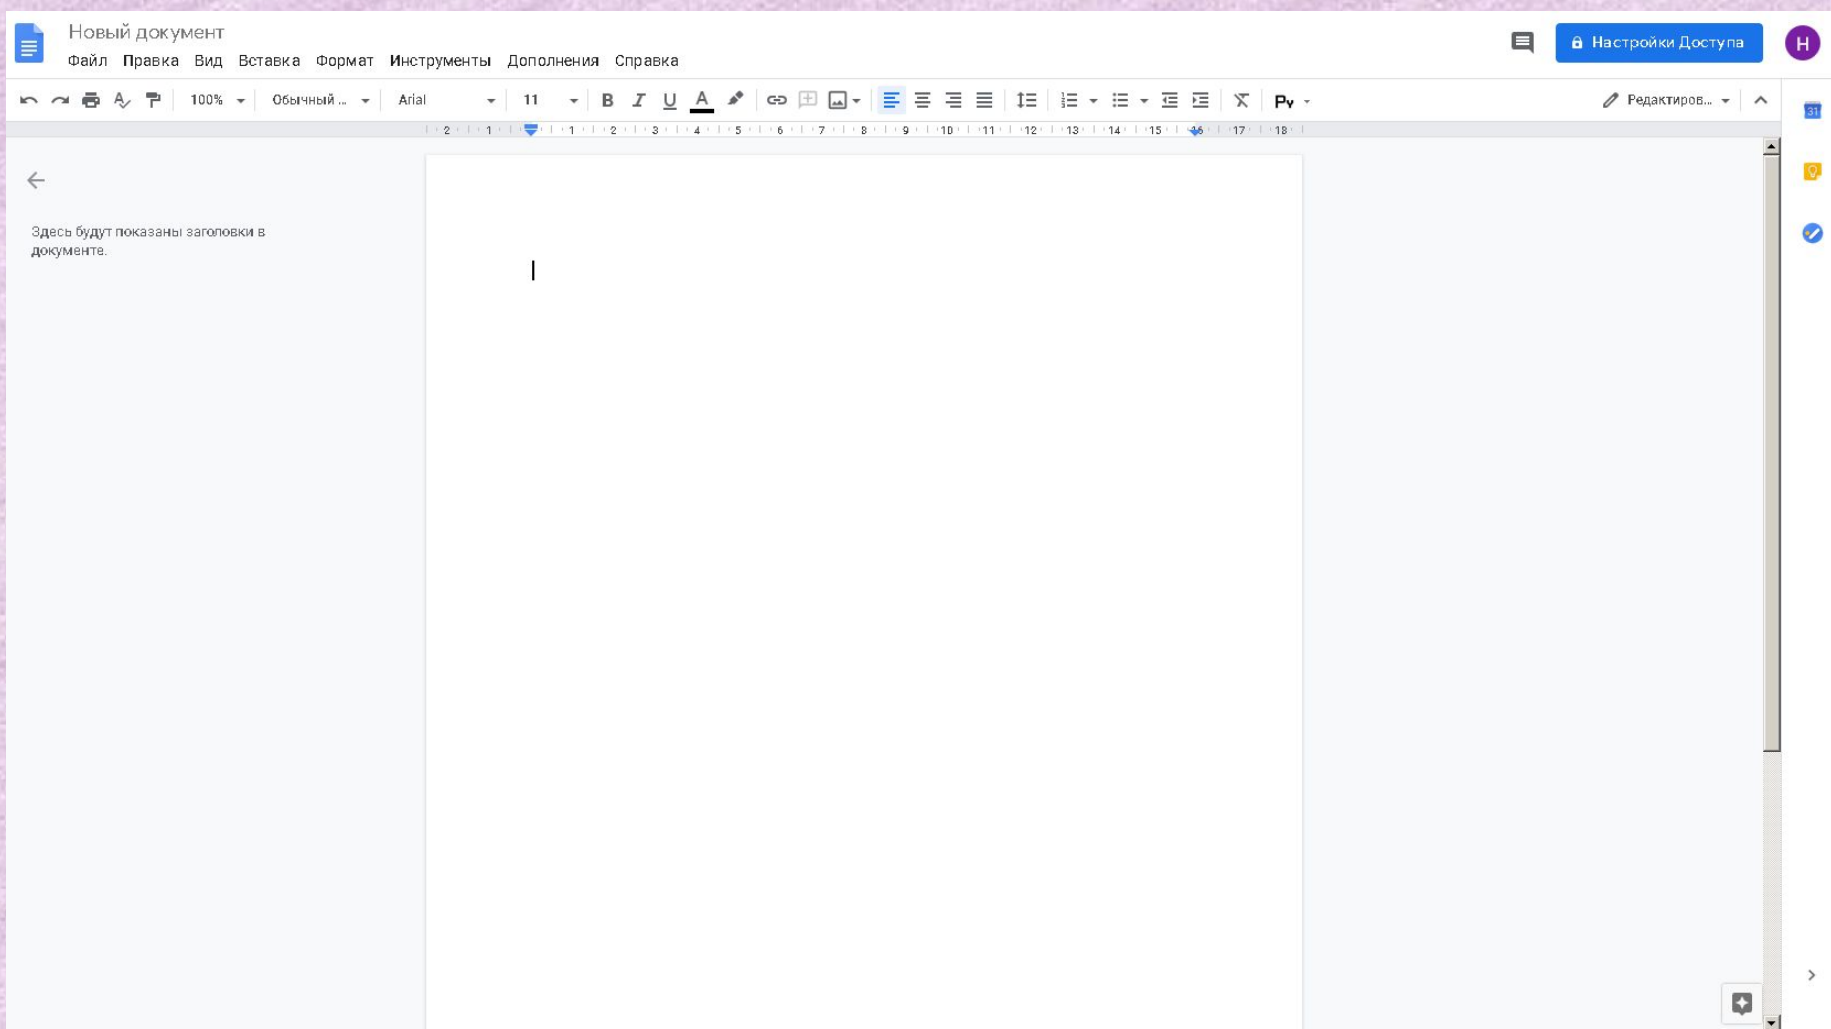 Новый документ
Файл Правка Вид Вставка Формат Инструменты Дополнения Справка
Настройки Доступа
Н
100% Обычный ... Arial 11 B I U A Py Редактиров...
31
2 1 1 2 3 4 5 6 7 8 9 10 11 12 13 14 15 16 17 18
Здесь будут показаны заголовки в
документе.